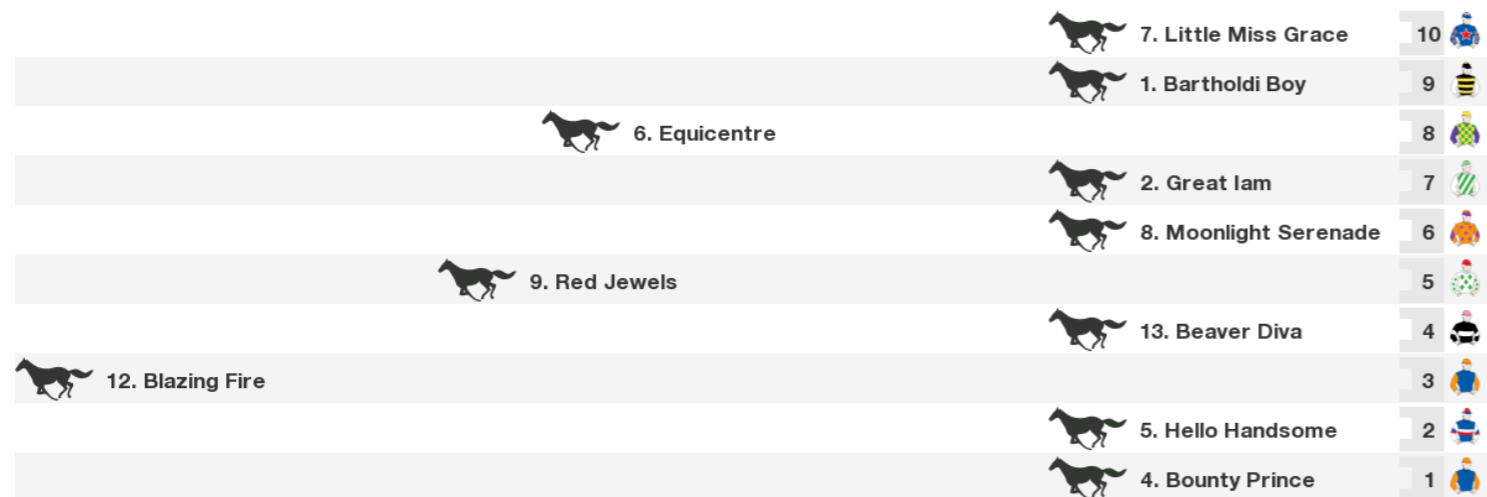 7. Little Miss Grace 10
1. Bartholdi Boy 9
6. Equicentre 8
2. Great Iam 7
8. Moonlight Serenade 6
9. Red Jewels 5
13. Beaver Diva 4
12. Blazing Fire 3
5. Hello Handsome 2
4. Bounty Prince 1